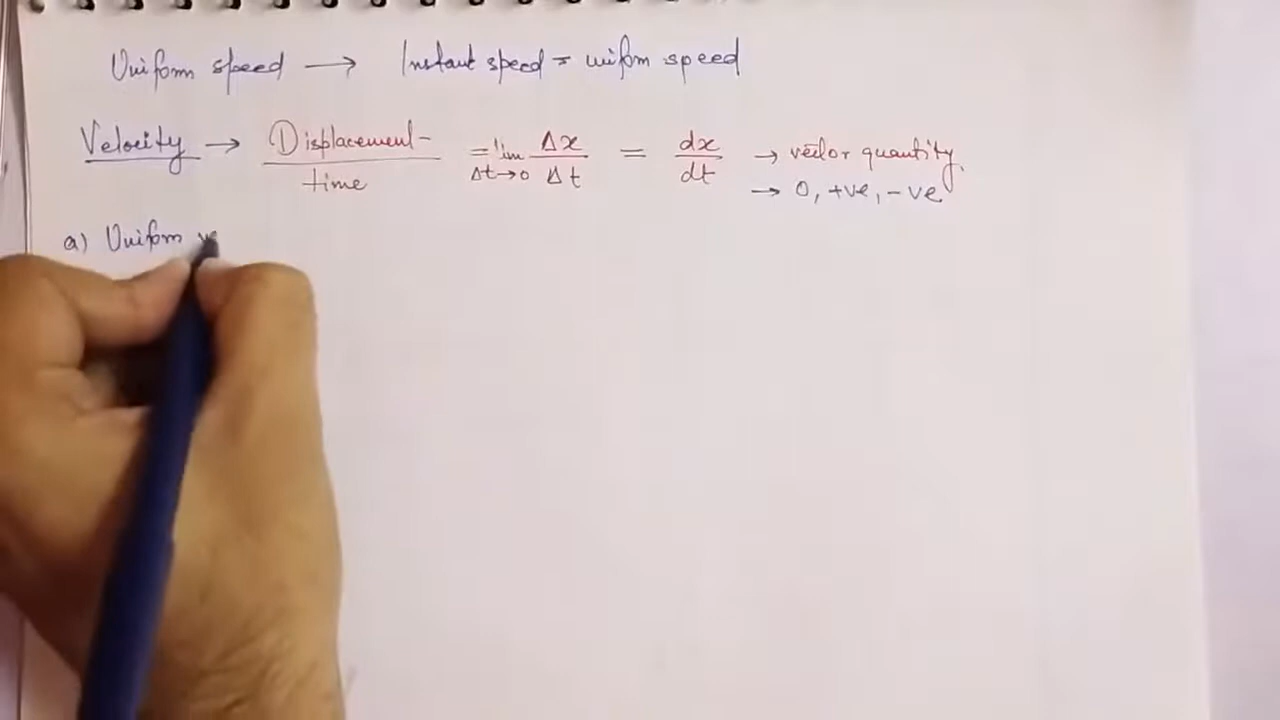 Uniform speed → Instant speed = uniform speed
Velocity → Displacement / time = lim Δt→0 Δx/Δt = dx/dt → vector quantity.
→ 0, +ve, -ve
a) Uniform